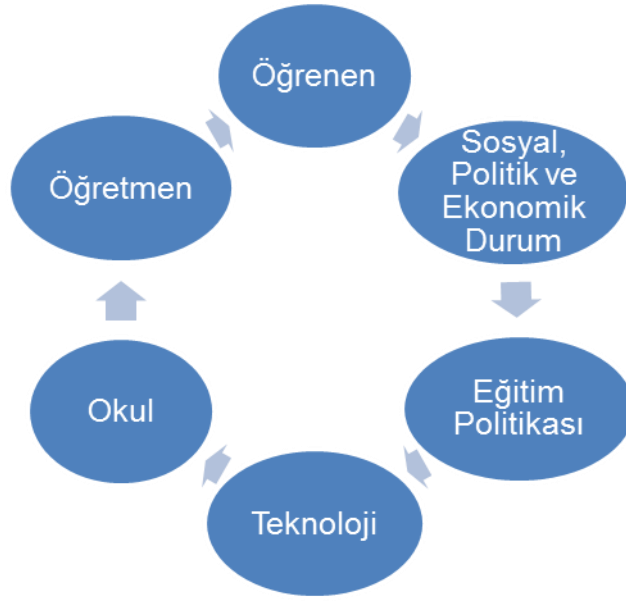 Öğrenen
Sosyal,
Politik ve
Ekonomik
Durum
Eğitim
Politikası
Teknoloji
Okul
Öğretmen